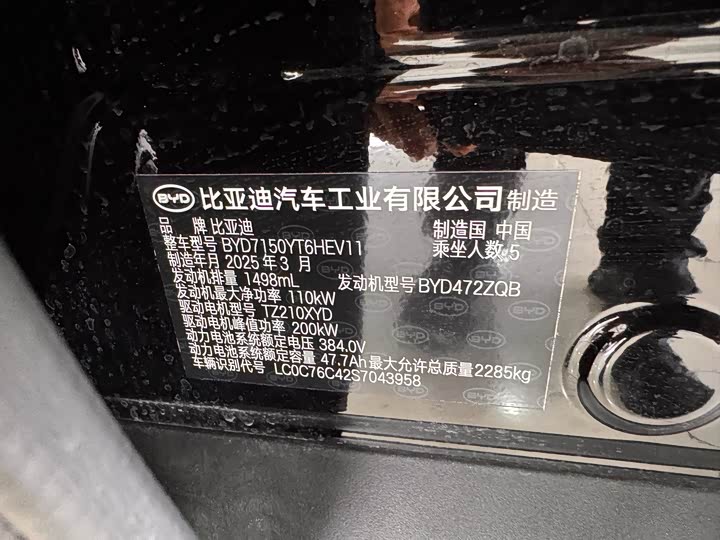 BYD 比亚迪汽车工业有限公司制造
品 牌 比亚迪 制造国 中国
整车型号 BYD7150YT6HEV11 乘坐人数 5
制造年月 2025 年 3 月
发动机排量 1498mL 发动机型号 BYD472ZQB
发动机最大净功率 110kW
驱动电机型号 TZ210XYD
驱动电机峰值功率 200kW
动力电池系统额定电压 384.0V
动力电池系统额定容量 47.7Ah 最大允许总质量 2285kg
车辆识别代号 LC0C76C42S7043958